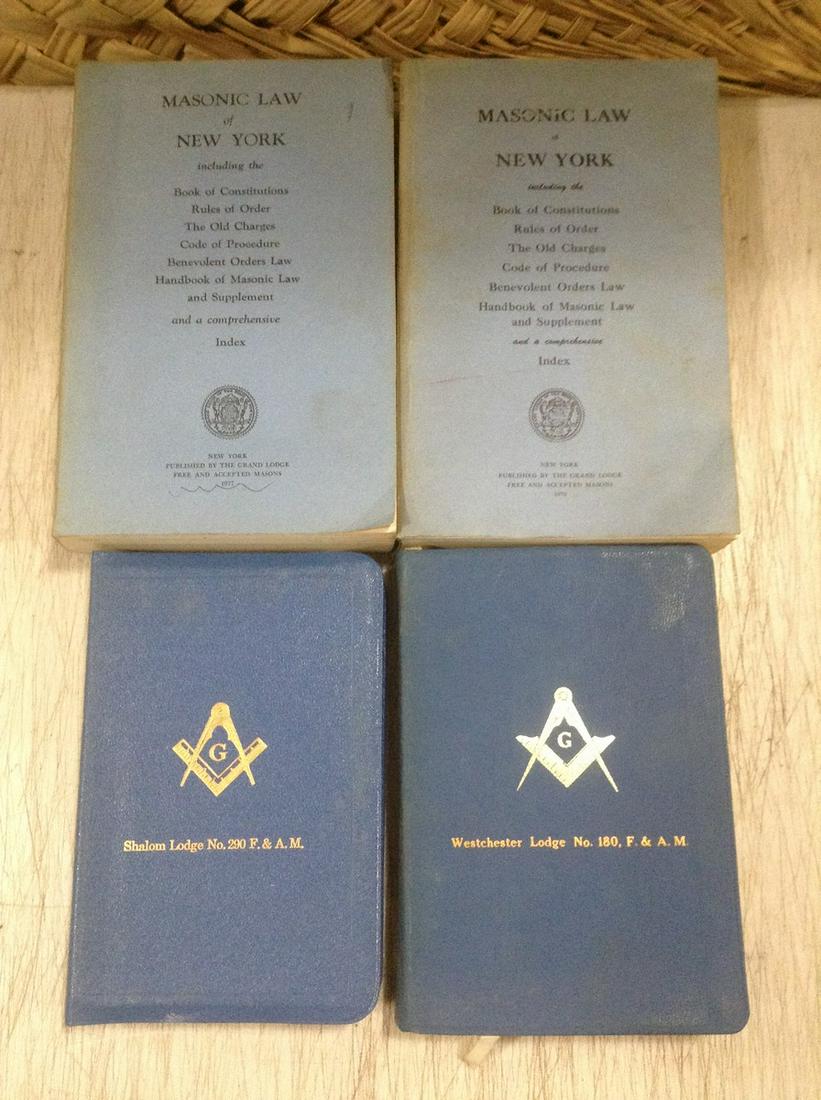 MASONIC LAW
of
NEW YORK
including the
Book of Constitutions
Rules of Order
The Old Charges
Code of Procedure
Benevolent Orders Law
Handbook of Masonic Law
and Supplement
and a comprehensive
Index
NEW YORK
PUBLISHED BY THE GRAND LODGE
FREE AND ACCEPTED MASONS
1977
MASONIC LAW
of
NEW YORK
including the
Book of Constitutions
Rules of Order
The Old Charges
Code of Procedure
Benevolent Orders Law
Handbook of Masonic Law
and Supplement
and a comprehensive
Index
NEW YORK
PUBLISHED BY THE GRAND LODGE
FREE AND ACCEPTED MASONS
G
Shalom Lodge No. 290 F. & A. M.
G
Westchester Lodge No. 180, F. & A. M.